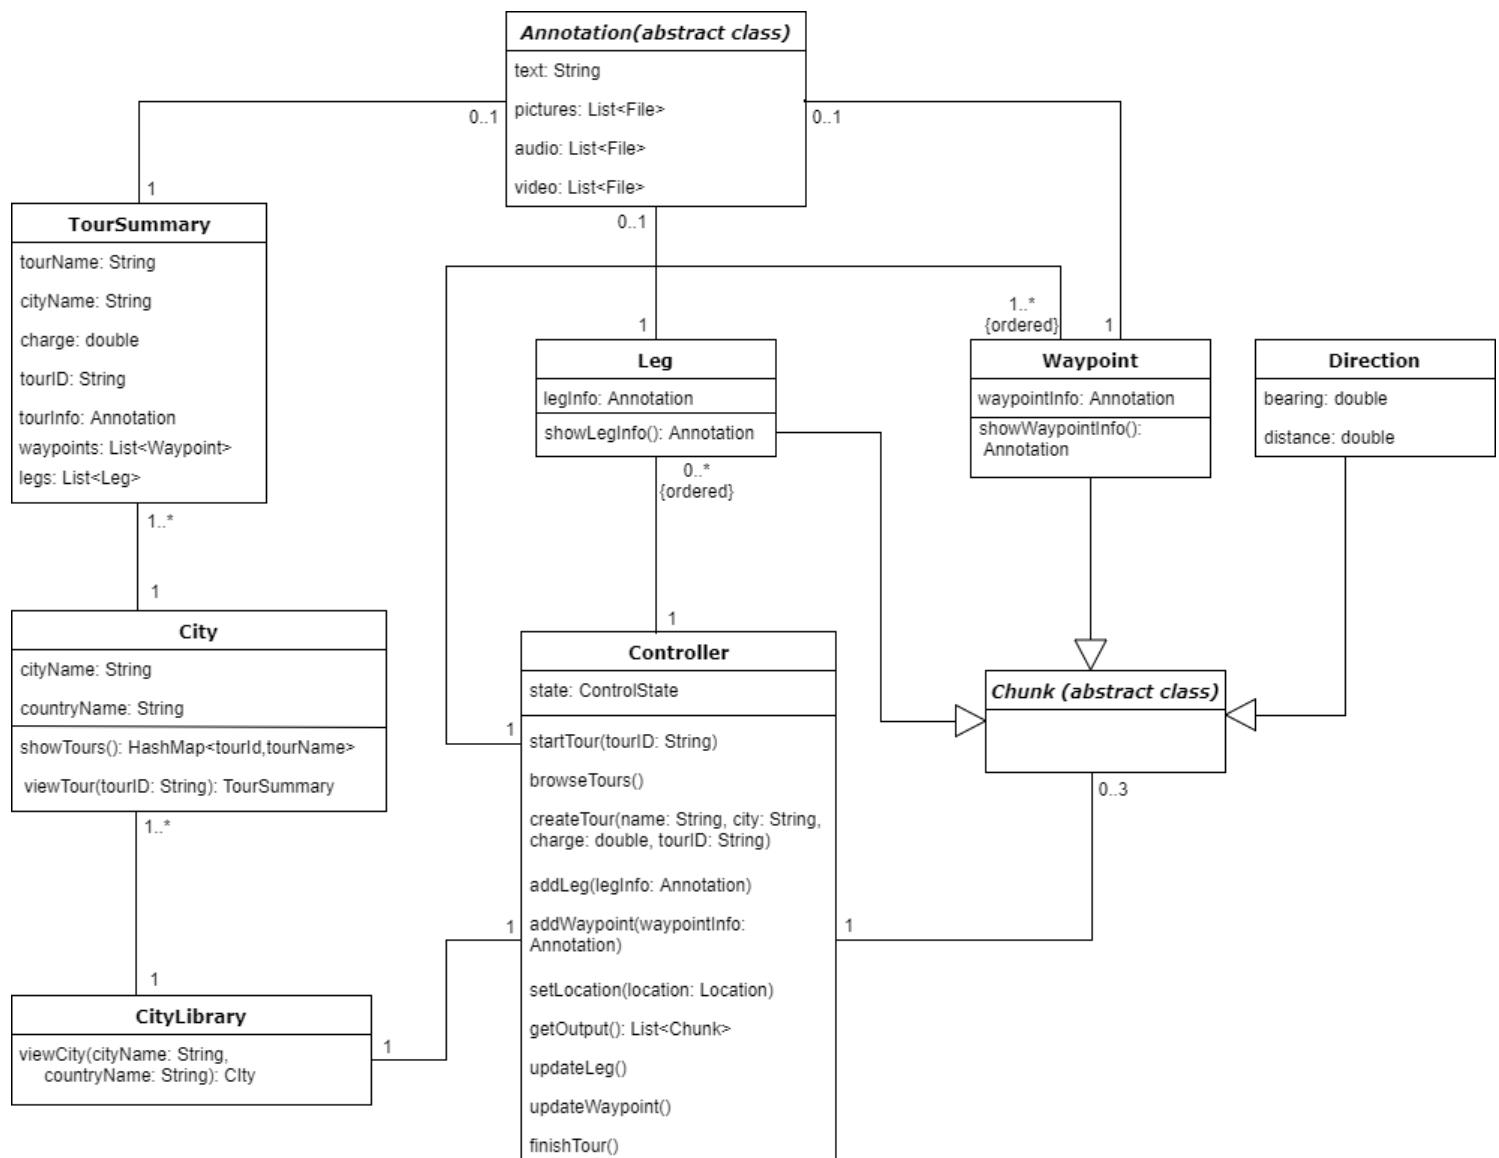 Annotation(abstract class)
text: String
pictures: List<File>
audio: List<File>
video: List<File>
0..1
0..1
0..1
1
TourSummary
tourName: String
cityName: String
charge: double
tourID: String
tourInfo: Annotation
waypoints: List<Waypoint>
legs: List<Leg>
1..*
1
1
Leg
legInfo: Annotation
showLegInfo(): Annotation
0..*
{ordered}
1..*
{ordered}
1
Waypoint
waypointInfo: Annotation
showWaypointInfo():
Annotation
Direction
bearing: double
distance: double
City
cityName: String
countryName: String
showTours(): HashMap<tourId,tourName>
viewTour(tourID: String): TourSummary
1..*
1
CityLibrary
viewCity(cityName: String,
countryName: String): CIty
1
1
Controller
state: ControlState
startTour(tourID: String)
browseTours()
createTour(name: String, city: String,
charge: double, tourID: String)
addLeg(legInfo: Annotation)
addWaypoint(waypointInfo:
Annotation)
setLocation(location: Location)
getOutput(): List<Chunk>
updateLeg()
updateWaypoint()
finishTour()
1
1
1
Chunk (abstract class)
0..3